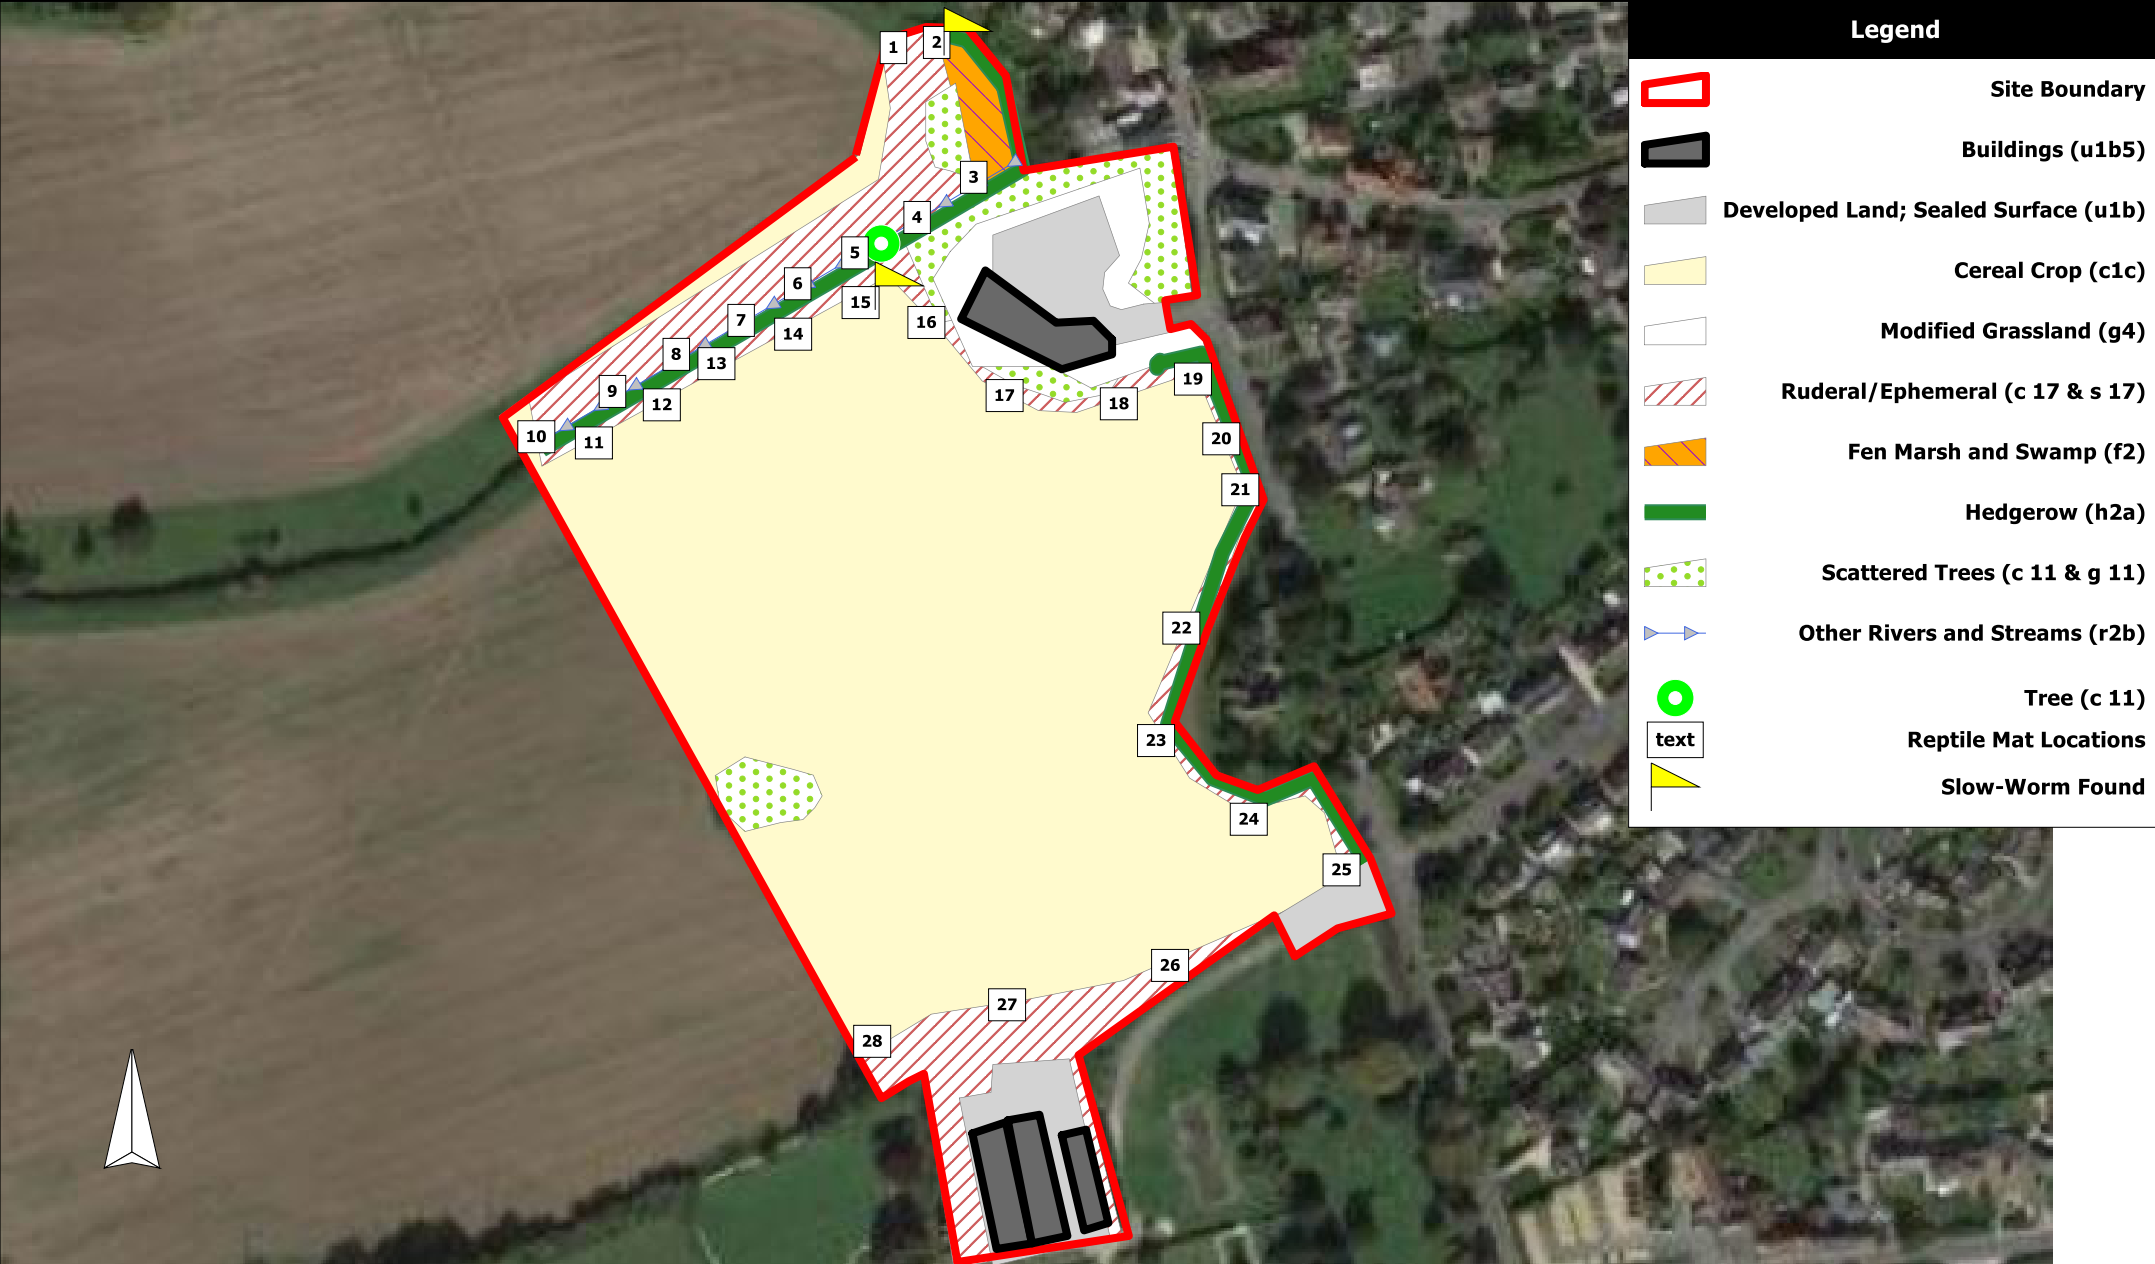 Legend
Site Boundary
Buildings (u1b5)
Developed Land; Sealed Surface (u1b)
Cereal Crop (c1c)
Modified Grassland (g4)
Ruderal/Ephemeral (c 17 & s 17)
Fen Marsh and Swamp (f2)
Hedgerow (h2a)
Scattered Trees (c 11 & g 11)
Other Rivers and Streams (r2b)
Tree (c 11)
text Reptile Mat Locations
Slow-Worm Found
1
2
3
4
5
6
7
8
9
10
11
12
13
14
15
16
17
18
19
20
21
22
23
24
25
26
27
28